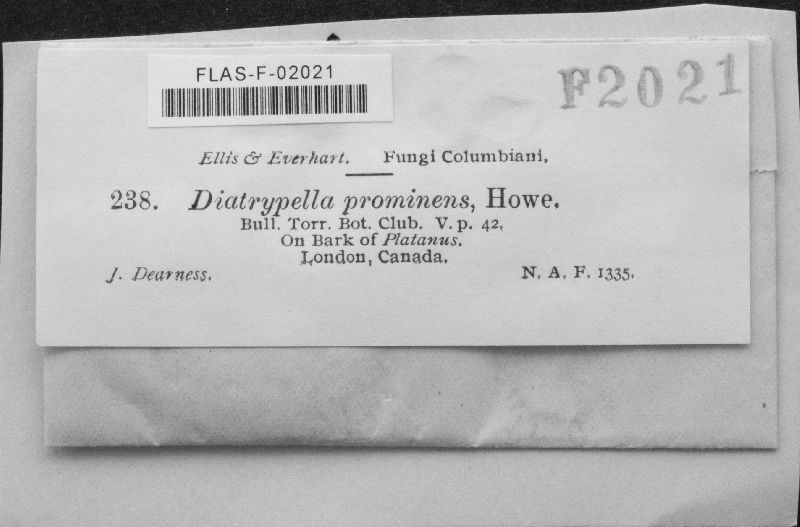 FLAS-F-02021
F2021
Ellis & Everhart. Fungi Columbiani.
238. Diatrypella prominens, Howe.
Bull. Torr. Bot. Club. V. p. 42.
On Bark of Platanus.
London, Canada.
J. Dearness. N. A. F. 1335.